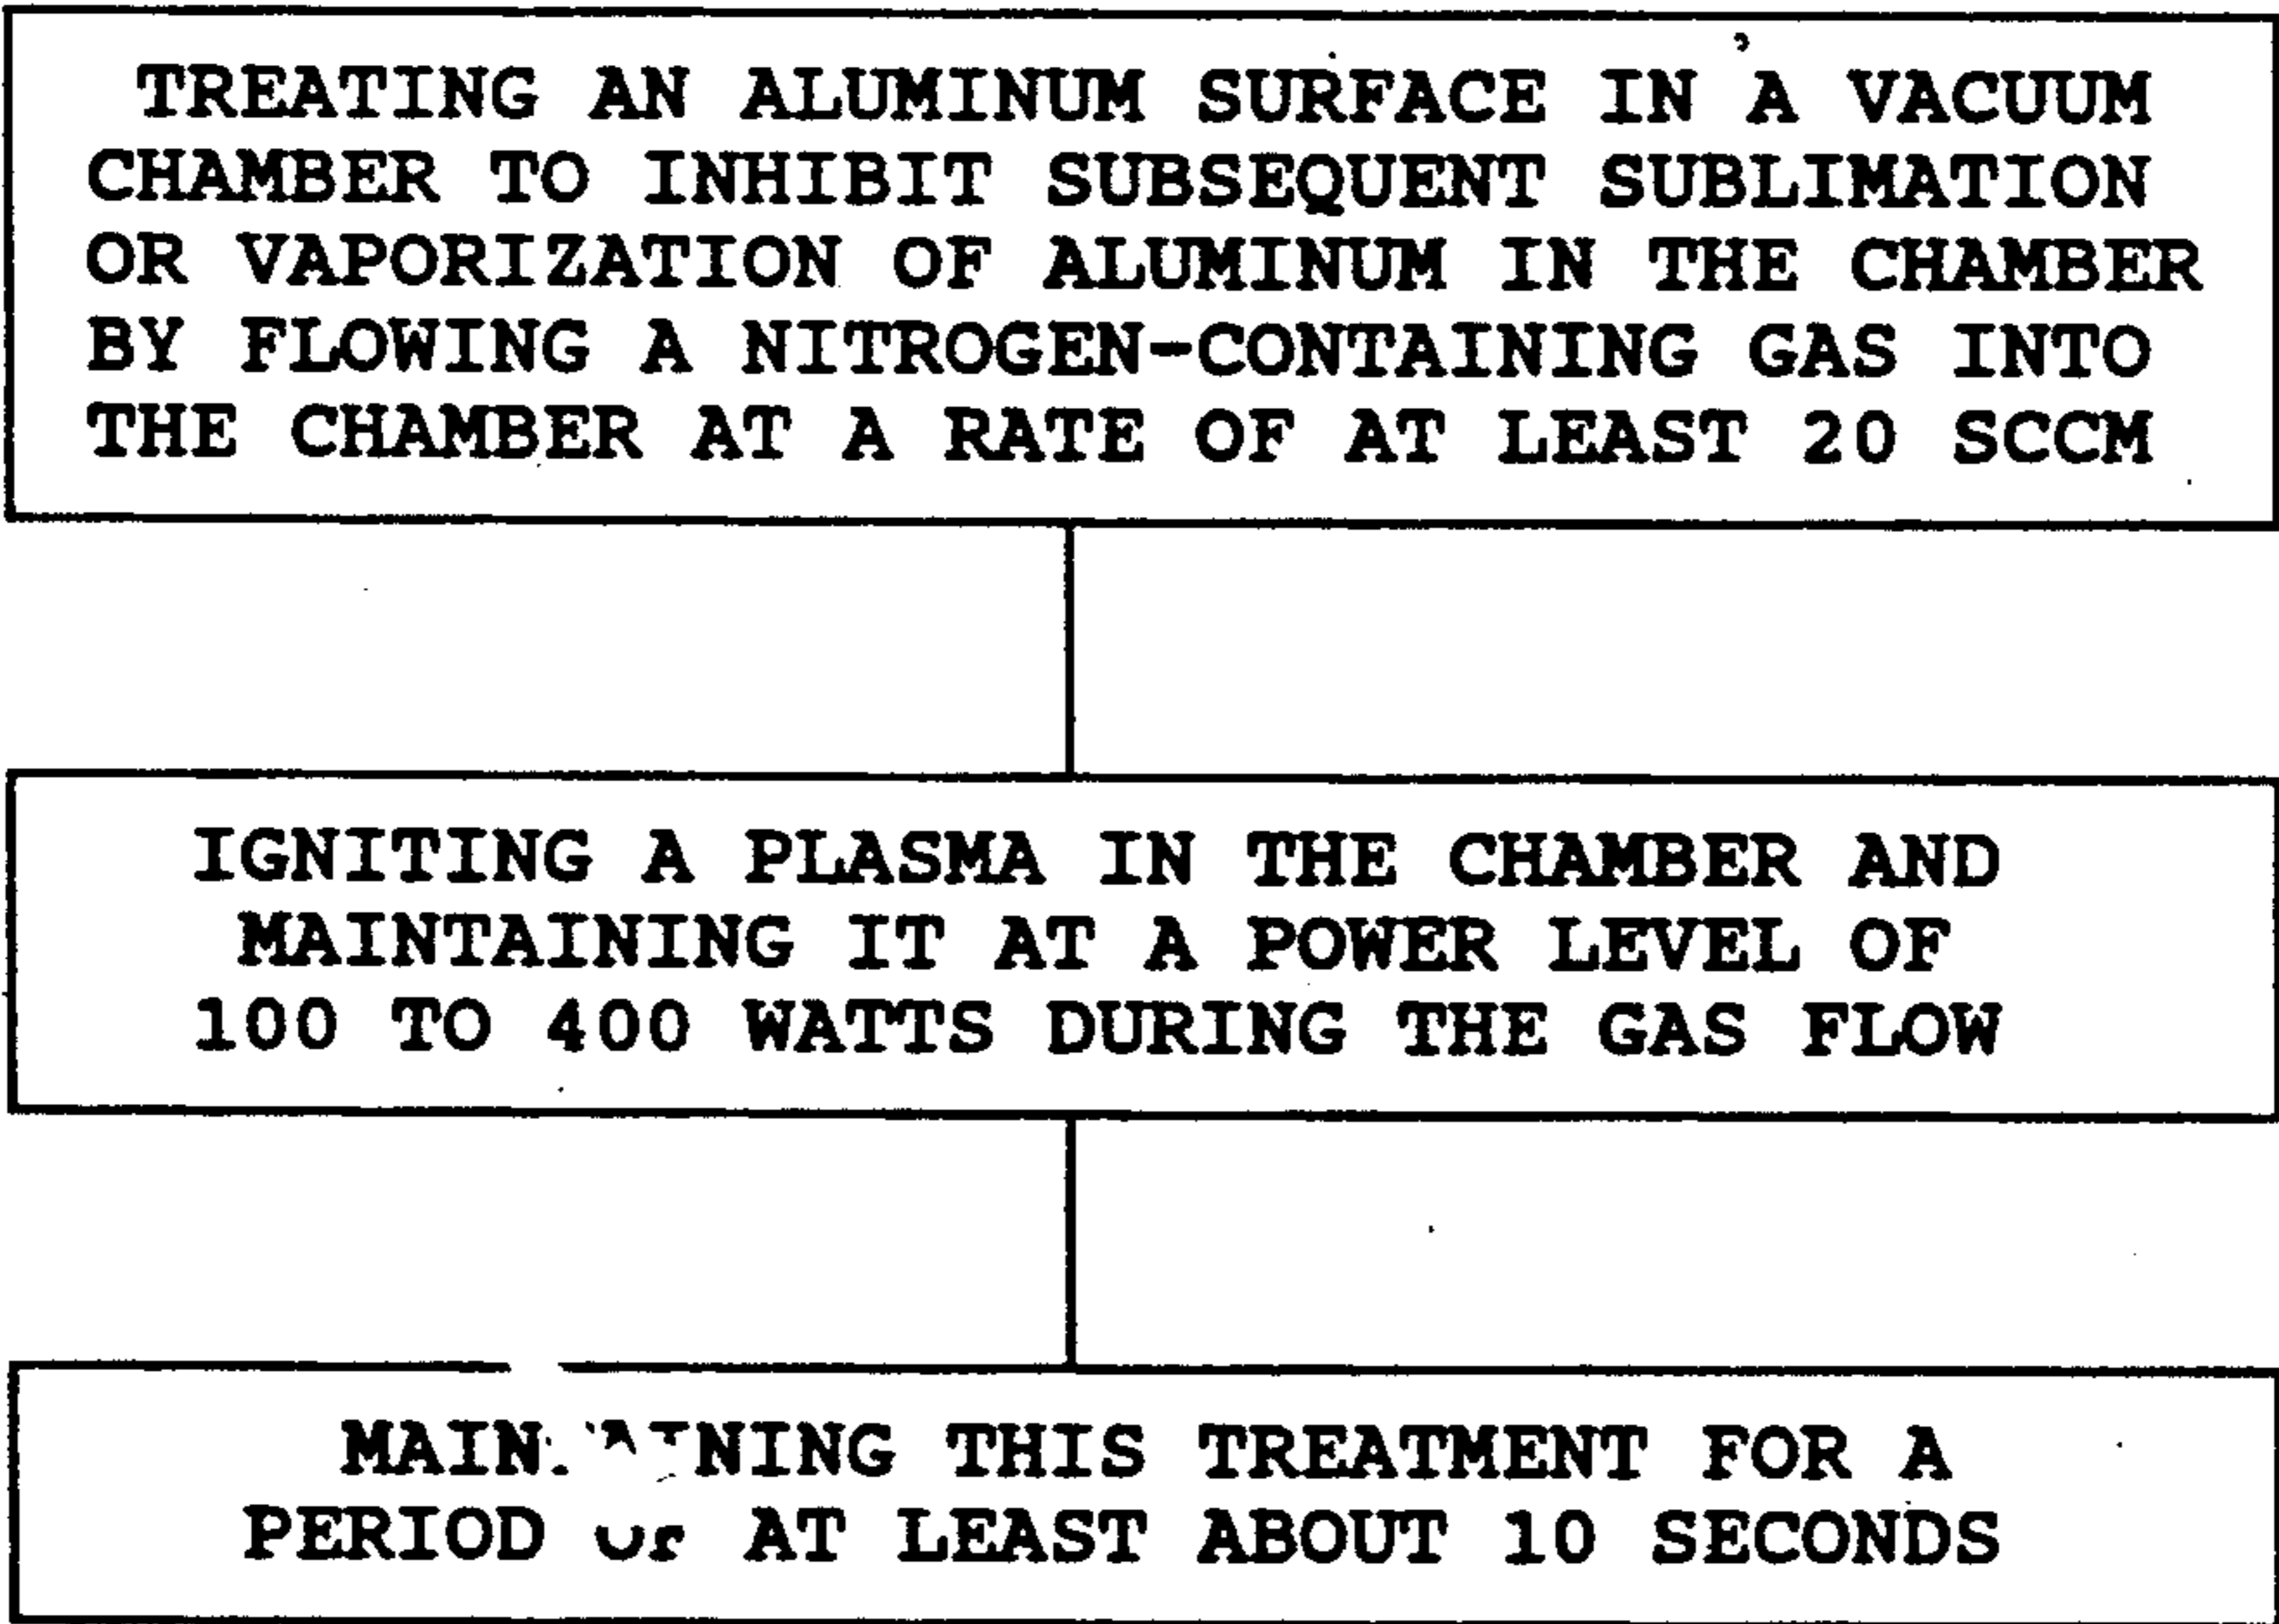 TREATING AN ALUMINUM SURFACE IN A VACUUM
CHAMBER TO INHIBIT SUBSEQUENT SUBLIMATION
OR VAPORIZATION OF ALUMINUM IN THE CHAMBER
BY FLOWING A NITROGEN-CONTAINING GAS INTO
THE CHAMBER AT A RATE OF AT LEAST 20 SCCM
IGNITING A PLASMA IN THE CHAMBER AND
MAINTAINING IT AT A POWER LEVEL OF
100 TO 400 WATTS DURING THE GAS FLOW
MAINTAINING THIS TREATMENT FOR A
PERIOD OF AT LEAST ABOUT 10 SECONDS